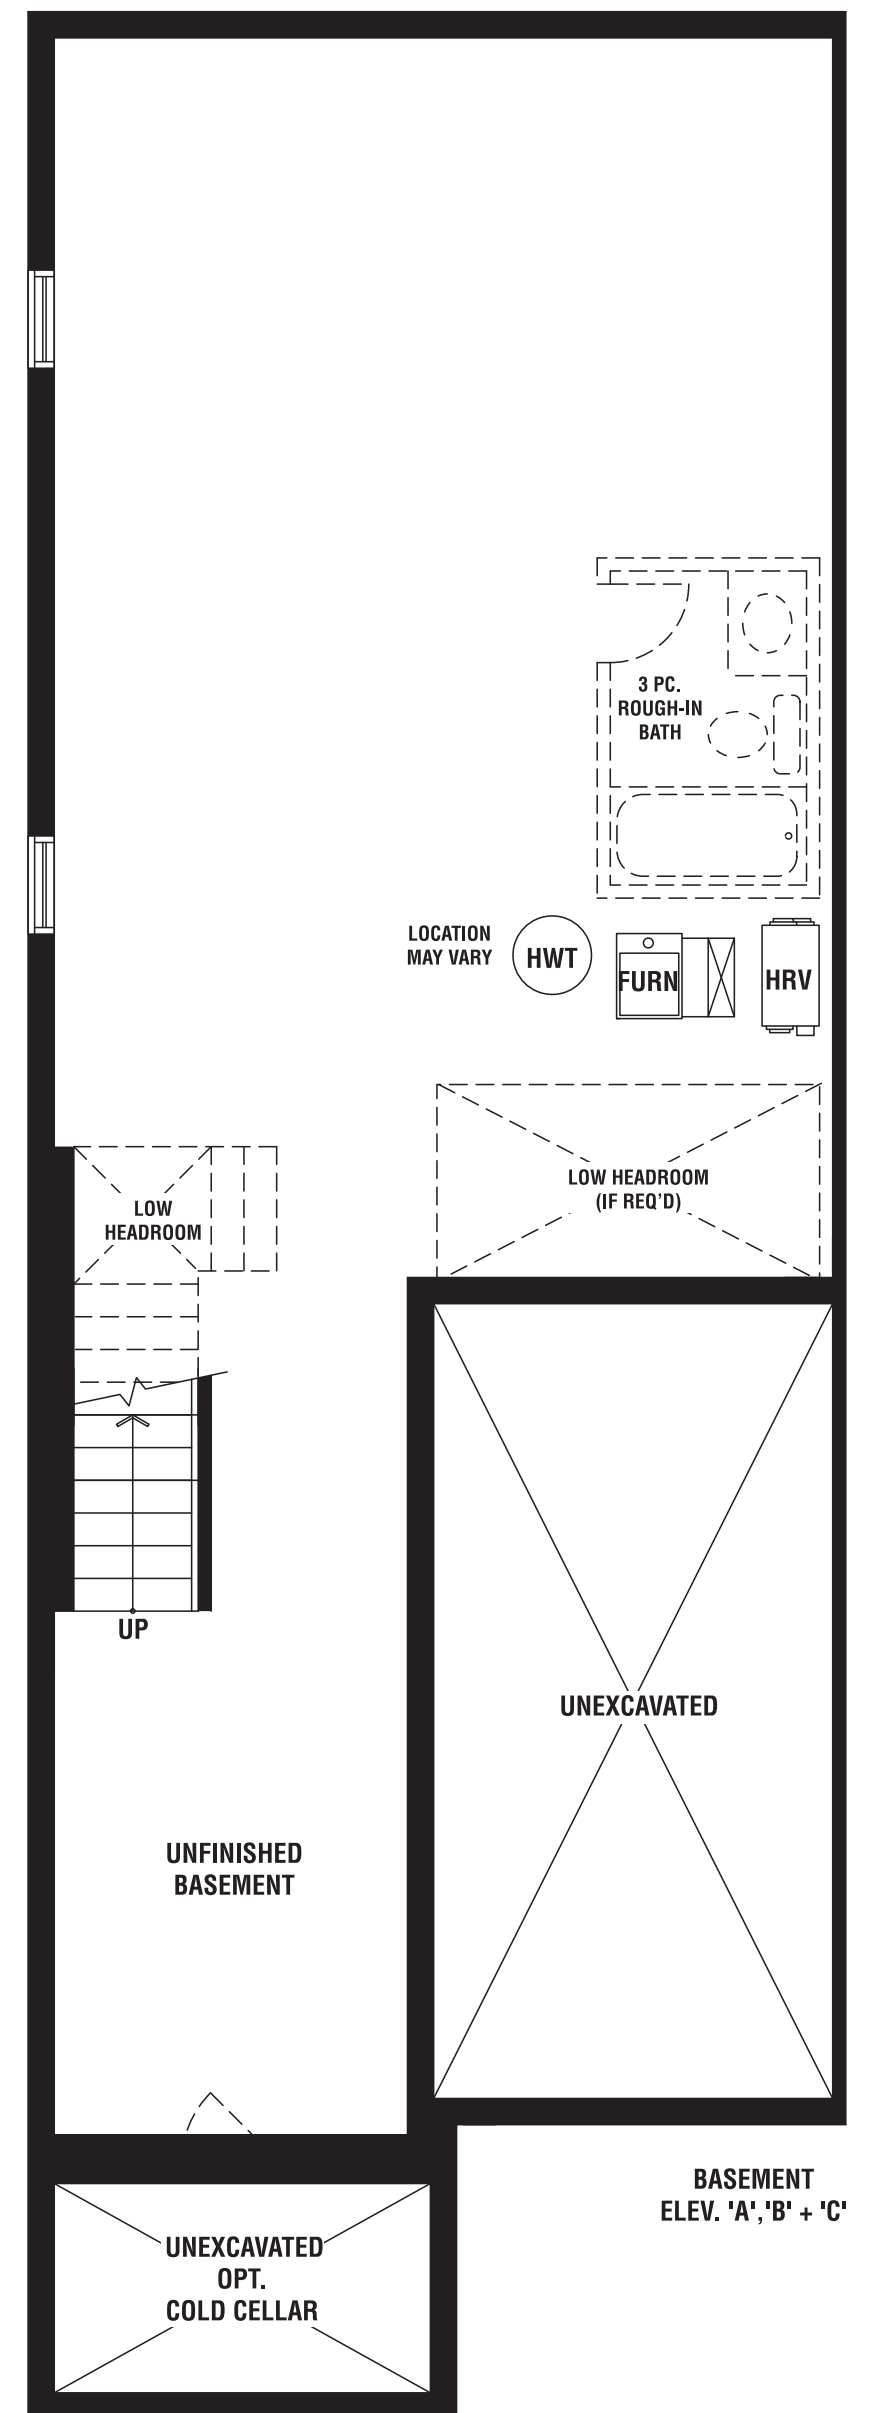 3 PC.
ROUGH-IN
BATH
LOCATION
MAY VARY
HWT
FURN
HRV
LOW HEADROOM
(IF REQ'D)
LOW
HEADROOM
UP
UNEXCAVATED
UNFINISHED
BASEMENT
BASEMENT
ELEV. 'A','B' + 'C'
UNEXCAVATED
OPT.
COLD CELLAR